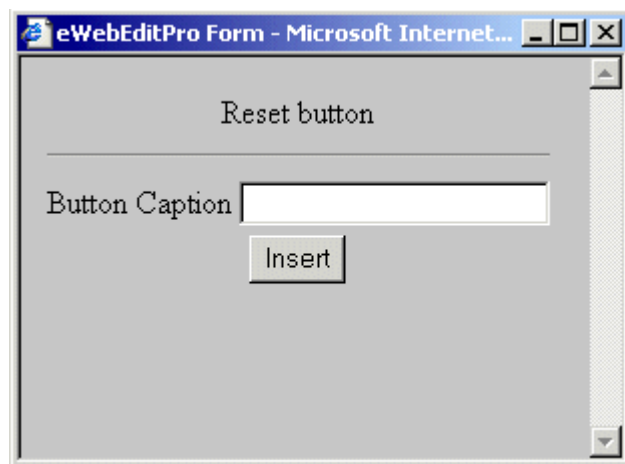 eWebEditPro Form - Microsoft Internet...
Reset button
Button Caption
Insert